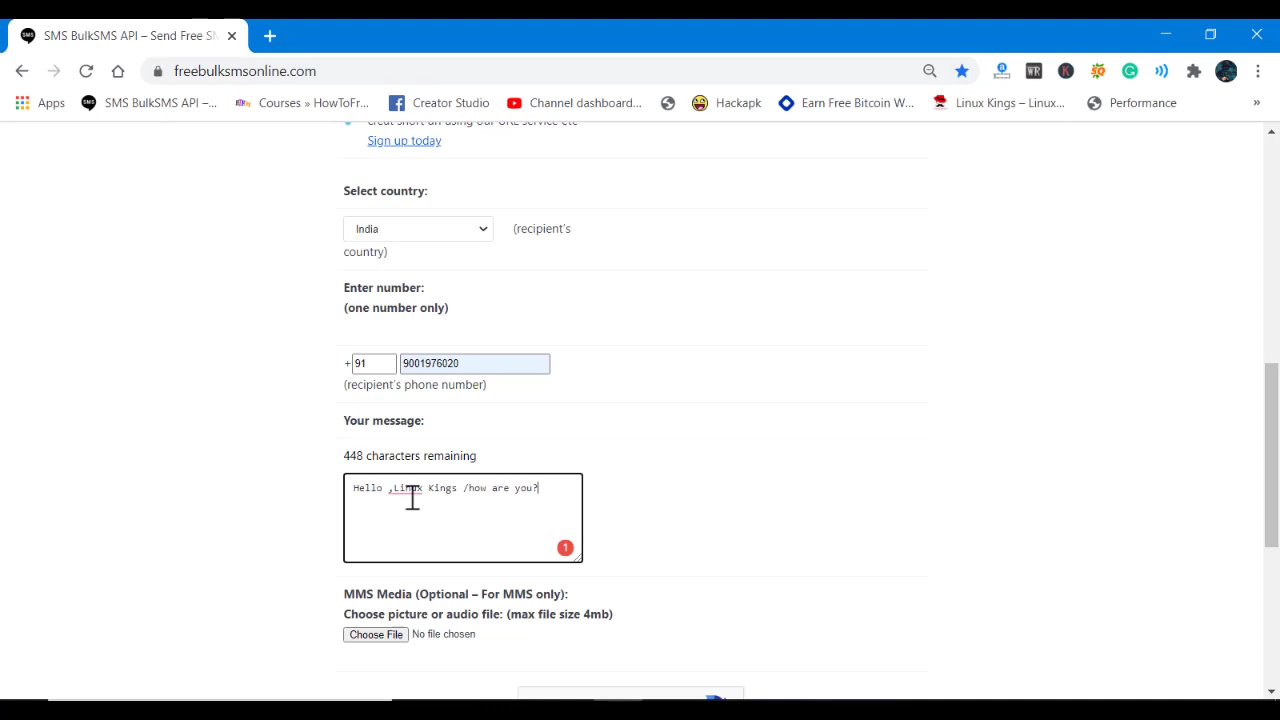 SMS BulkSMS API – Send Free SM
freebulksmsonline.com
Apps
SMS BulkSMS API –...
Courses » HowToFr...
Creator Studio
Channel dashboard...
Hackapk
Earn Free Bitcoin W...
Linux Kings – Linux...
Performance
»
creat short url using our URL service etc
Sign up today
Select country:
India
(recipient's
country)
Enter number:
(one number only)
+ 91 9001976020
(recipient's phone number)
Your message:
448 characters remaining
Hello ,Linux Kings /how are you?
1
MMS Media (Optional – For MMS only):
Choose picture or audio file: (max file size 4mb)
Choose File No file chosen